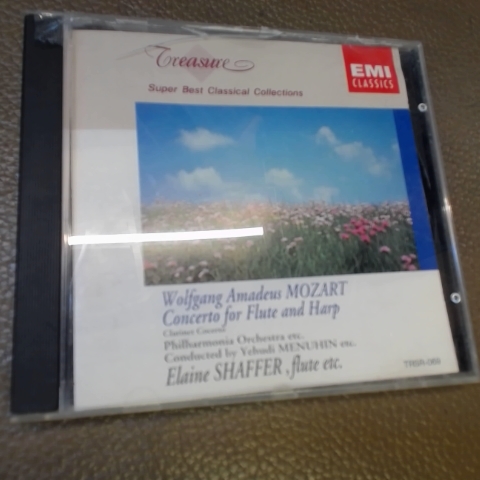 Treasure
EMI
CLASSICS
Super Best Classical Collections
Wolfgang Amadeus MOZART
Concerto for Flute and Harp
Clarinet Concerto
Philharmonia Orchestra etc.
Conducted by Yehudi MENUHIN etc.
Elaine SHAFFER ,flute etc.